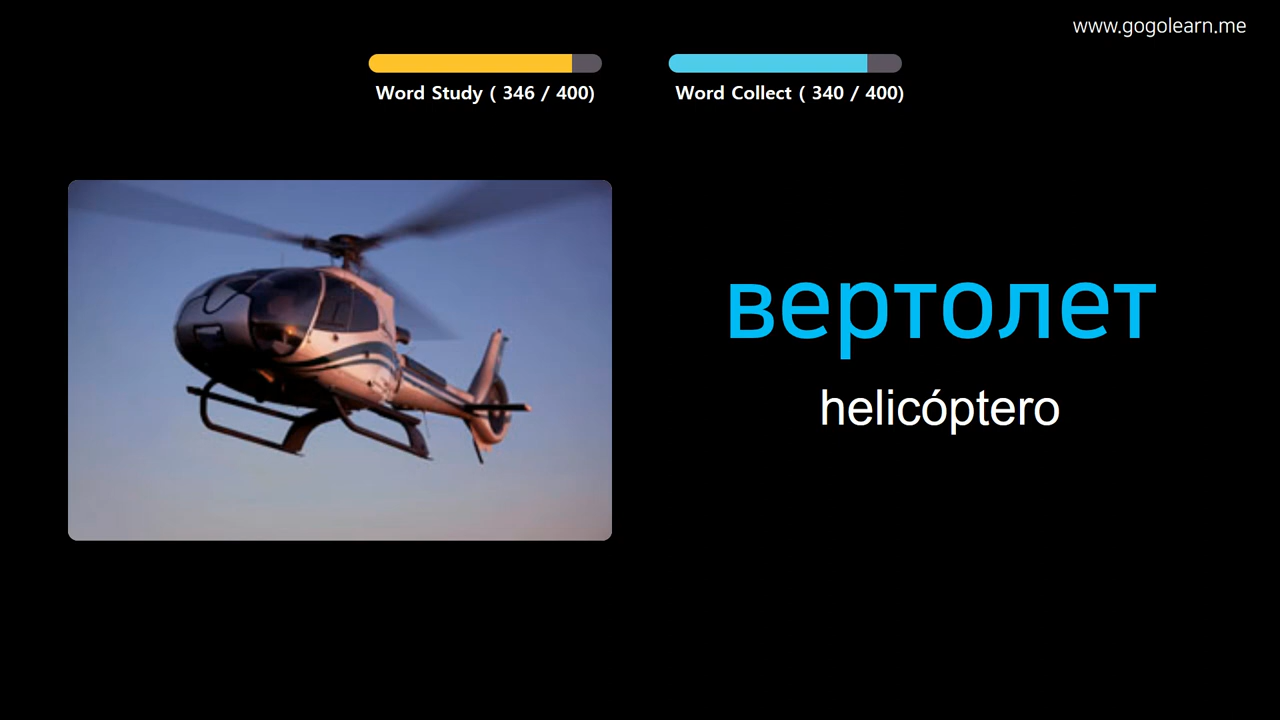 www.gogolearn.me
Word Study ( 346 / 400)
Word Collect ( 340 / 400)
вертолет
helicóptero